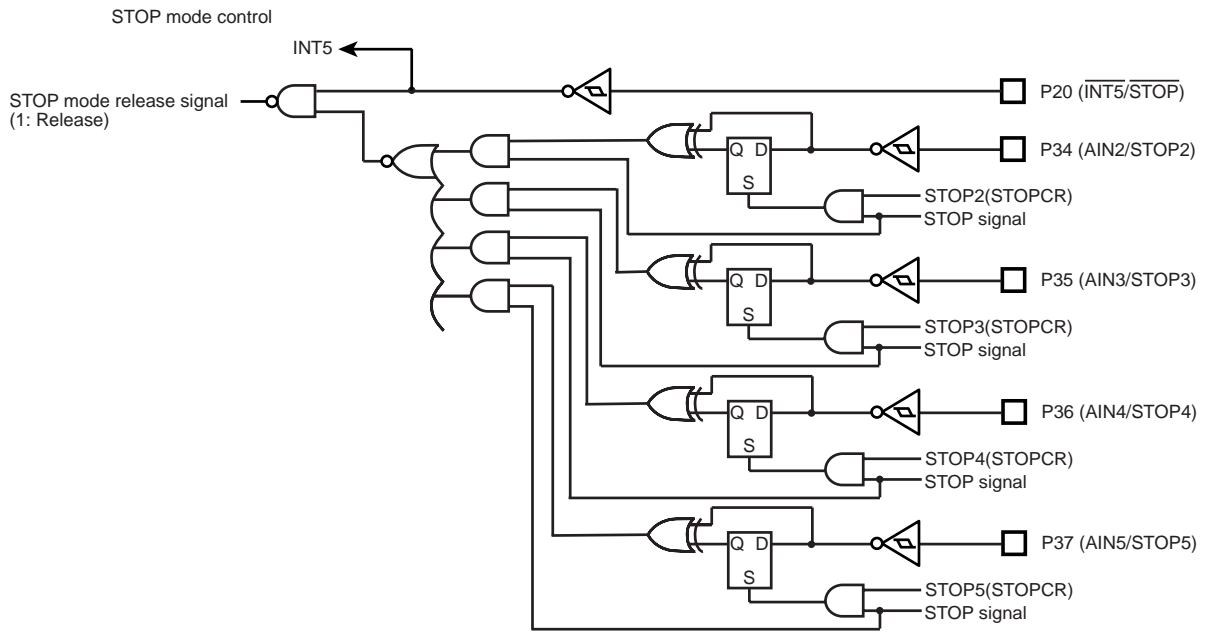 STOP mode control
INT5
STOP mode release signal
(1: Release)
P20 (INT5/STOP)
P34 (AIN2/STOP2)
Q D
S
STOP2(STOPCR)
STOP signal
P35 (AIN3/STOP3)
Q D
S
STOP3(STOPCR)
STOP signal
P36 (AIN4/STOP4)
Q D
S
STOP4(STOPCR)
STOP signal
P37 (AIN5/STOP5)
Q D
S
STOP5(STOPCR)
STOP signal